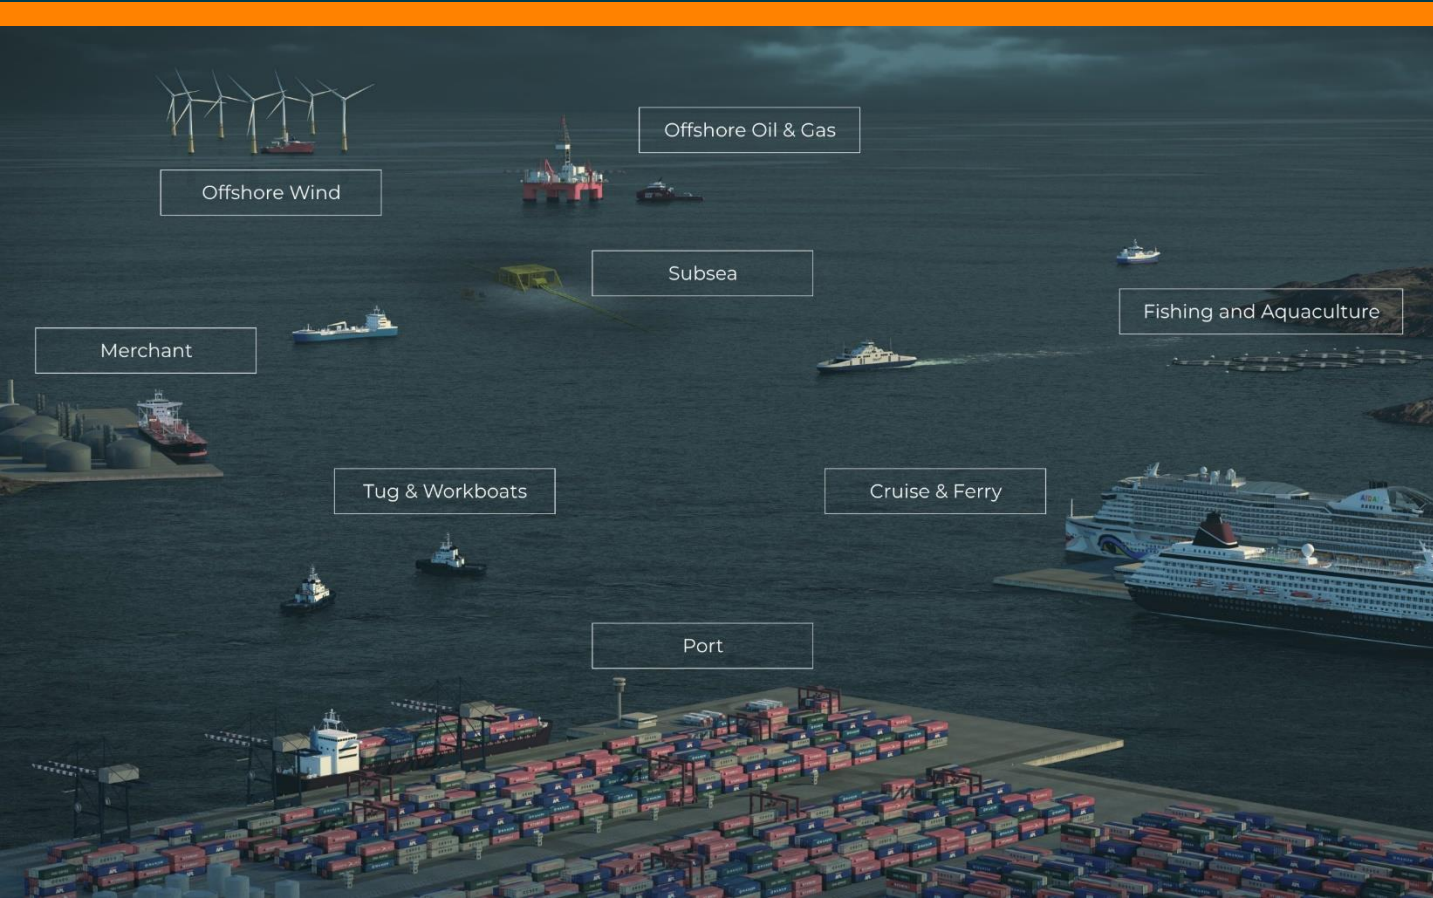 Offshore Oil & Gas
Offshore Wind
Subsea
Fishing and Aquaculture
Merchant
Tug & Workboats
Cruise & Ferry
Port